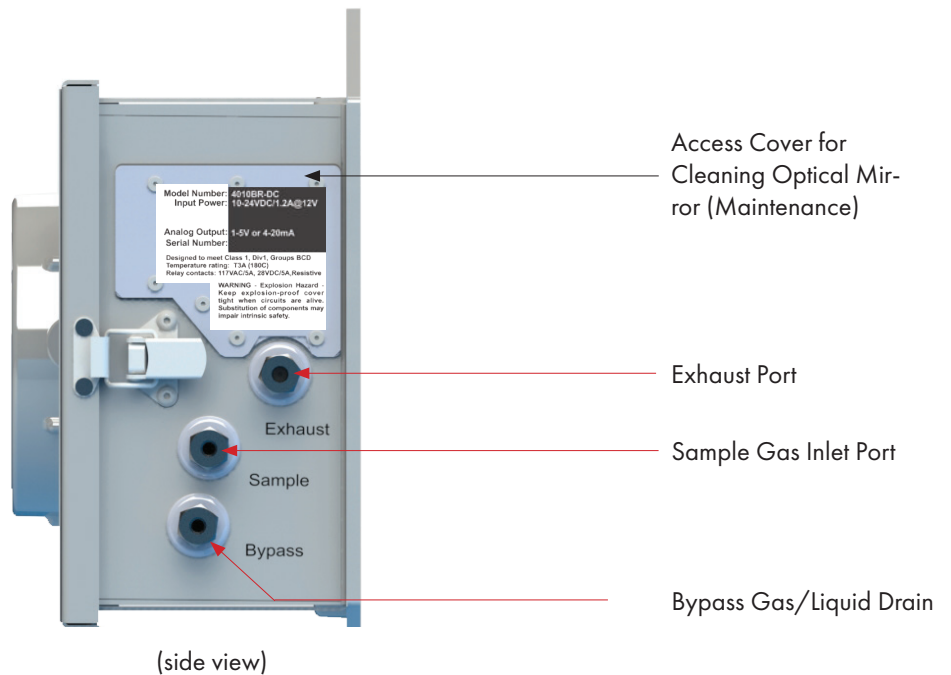 Access Cover for
Cleaning Optical Mir-
ror (Maintenance)
Model Number: 4010BR-DC
Input Power: 10-24VDC/1.2A@12V
Analog Output: 1-5V or 4-20mA
Serial Number:
Designed to meet Class 1, Div1, Groups BCD
Temperature rating: T3A (180C)
Relay contacts: 117VAC/5A, 28VDC/5A,Resistive
WARNING - Explosion Hazard -
Keep explosion-proof cover
tight when circuits are alive.
Substitution of components may
impair intrinsic safety.
Exhaust Port
Exhaust
Sample Gas Inlet Port
Sample
Bypass
Bypass Gas/Liquid Drain
(side view)